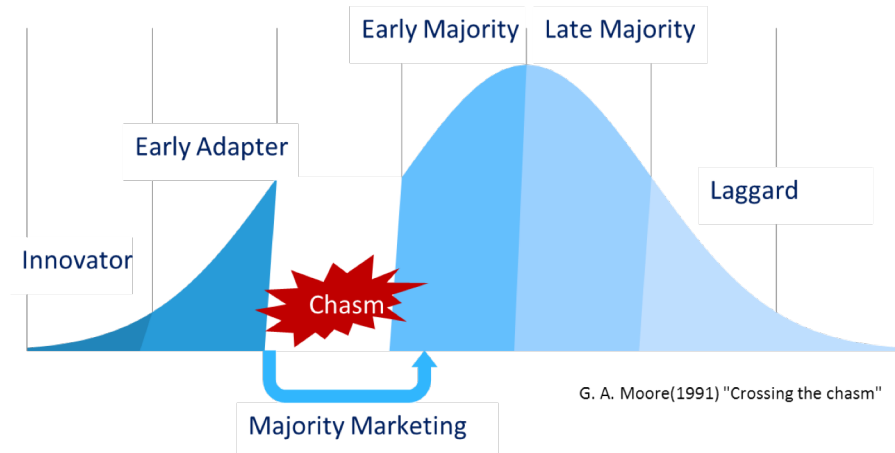 Early Majority
Late Majority
Early Adapter
Laggard
Innovator
Chasm
G. A. Moore(1991) "Crossing the chasm"
Majority Marketing